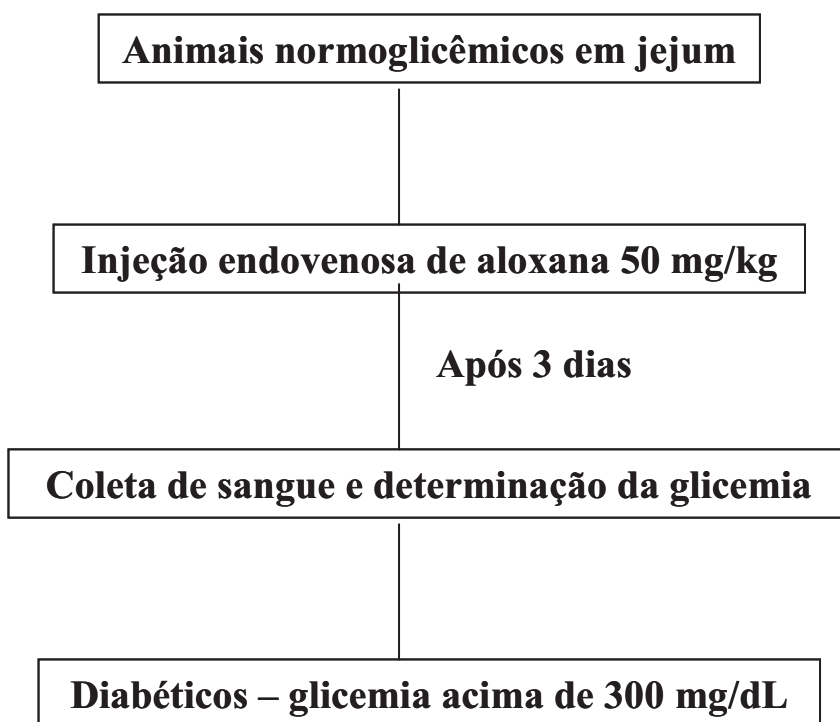 Animais normoglicêmicos em jejum
Injeção endovenosa de aloxana 50 mg/kg
Após 3 dias
Coleta de sangue e determinação da glicemia
Diabéticos – glicemia acima de 300 mg/dL